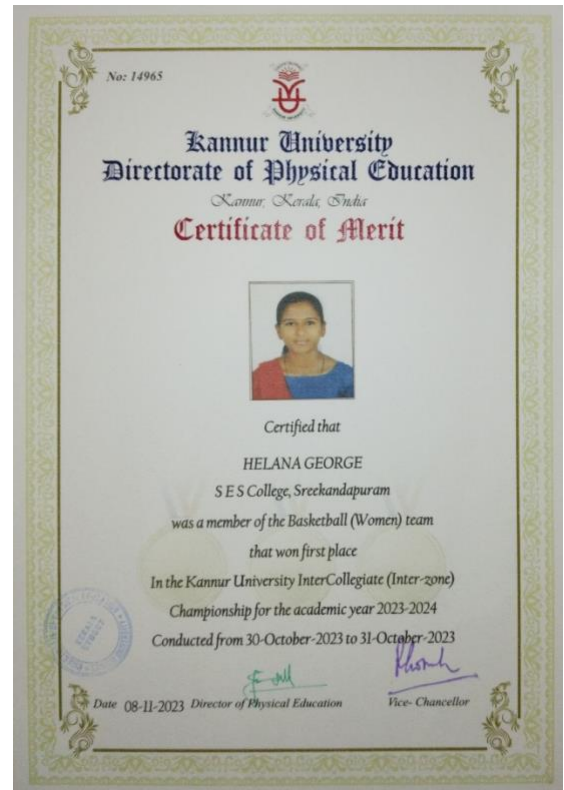 No: 14965
Kannur University
Directorate of Physical Education
Kannur, Kerala, India
Certificate of Merit
Certified that
HELANA GEORGE
S E S College, Sreekandapuram
was a member of the Basketball (Women) team
that won first place
In the Kannur University InterCollegiate (Inter-zone)
Championship for the academic year 2023-2024
Conducted from 30-October-2023 to 31-October-2023
Date 08-11-2023 Director of Physical Education Vice- Chancellor